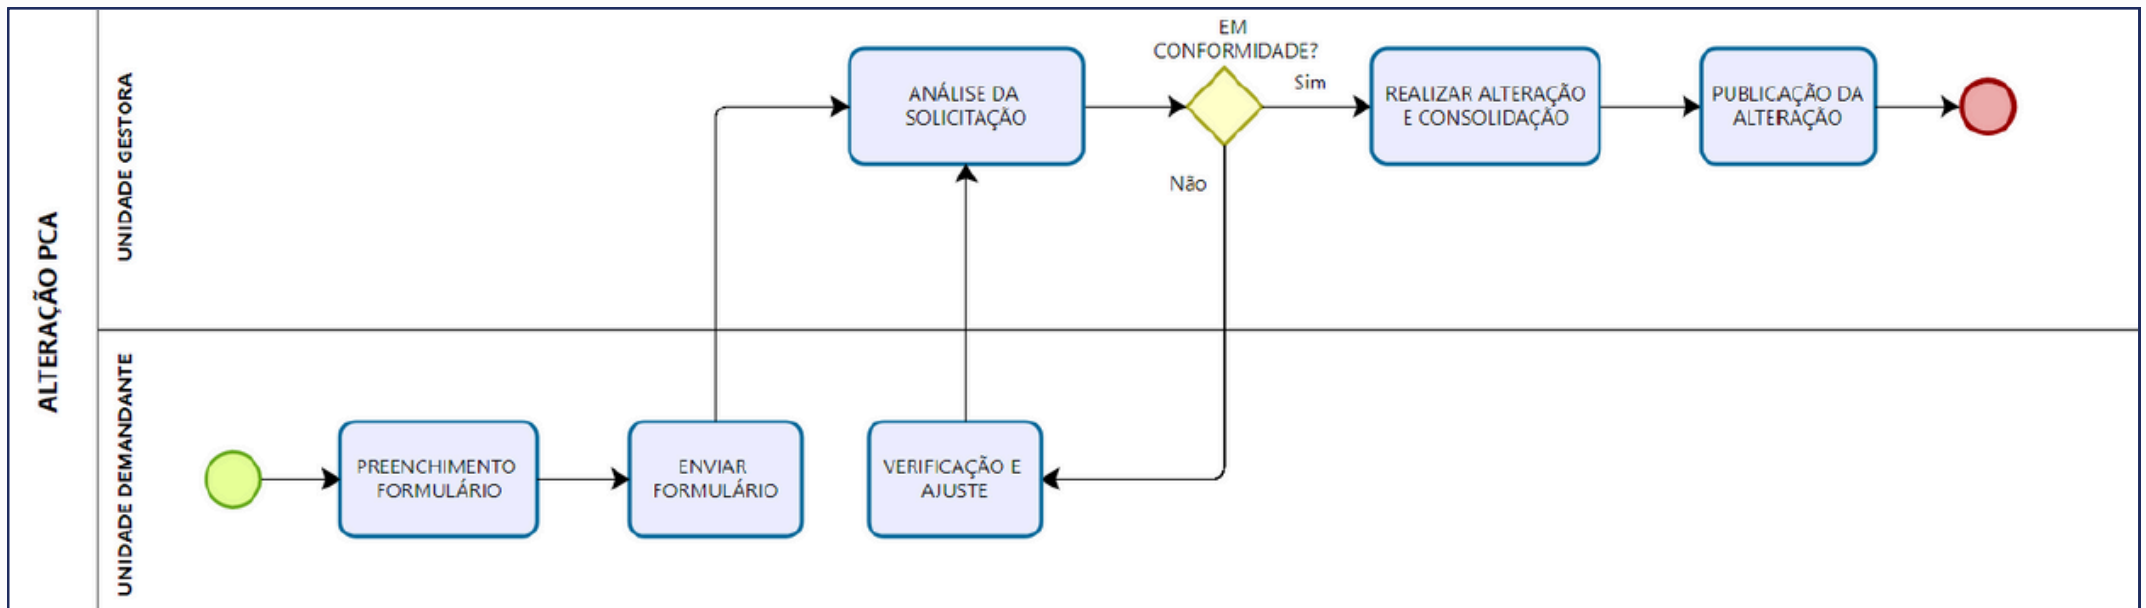 ALTERAÇÃO PCA
UNIDADE GESTORA
ANÁLISE DA
SOLICITAÇÃO
EM
CONFORMIDADE?
Sim
Não
REALIZAR ALTERAÇÃO
E CONSOLIDAÇÃO
PUBLICAÇÃO DA
ALTERAÇÃO
UNIDADE DEMANDANTE
PREENCHIMENTO
FORMULÁRIO
ENVIAR
FORMULÁRIO
VERIFICAÇÃO E
AJUSTE